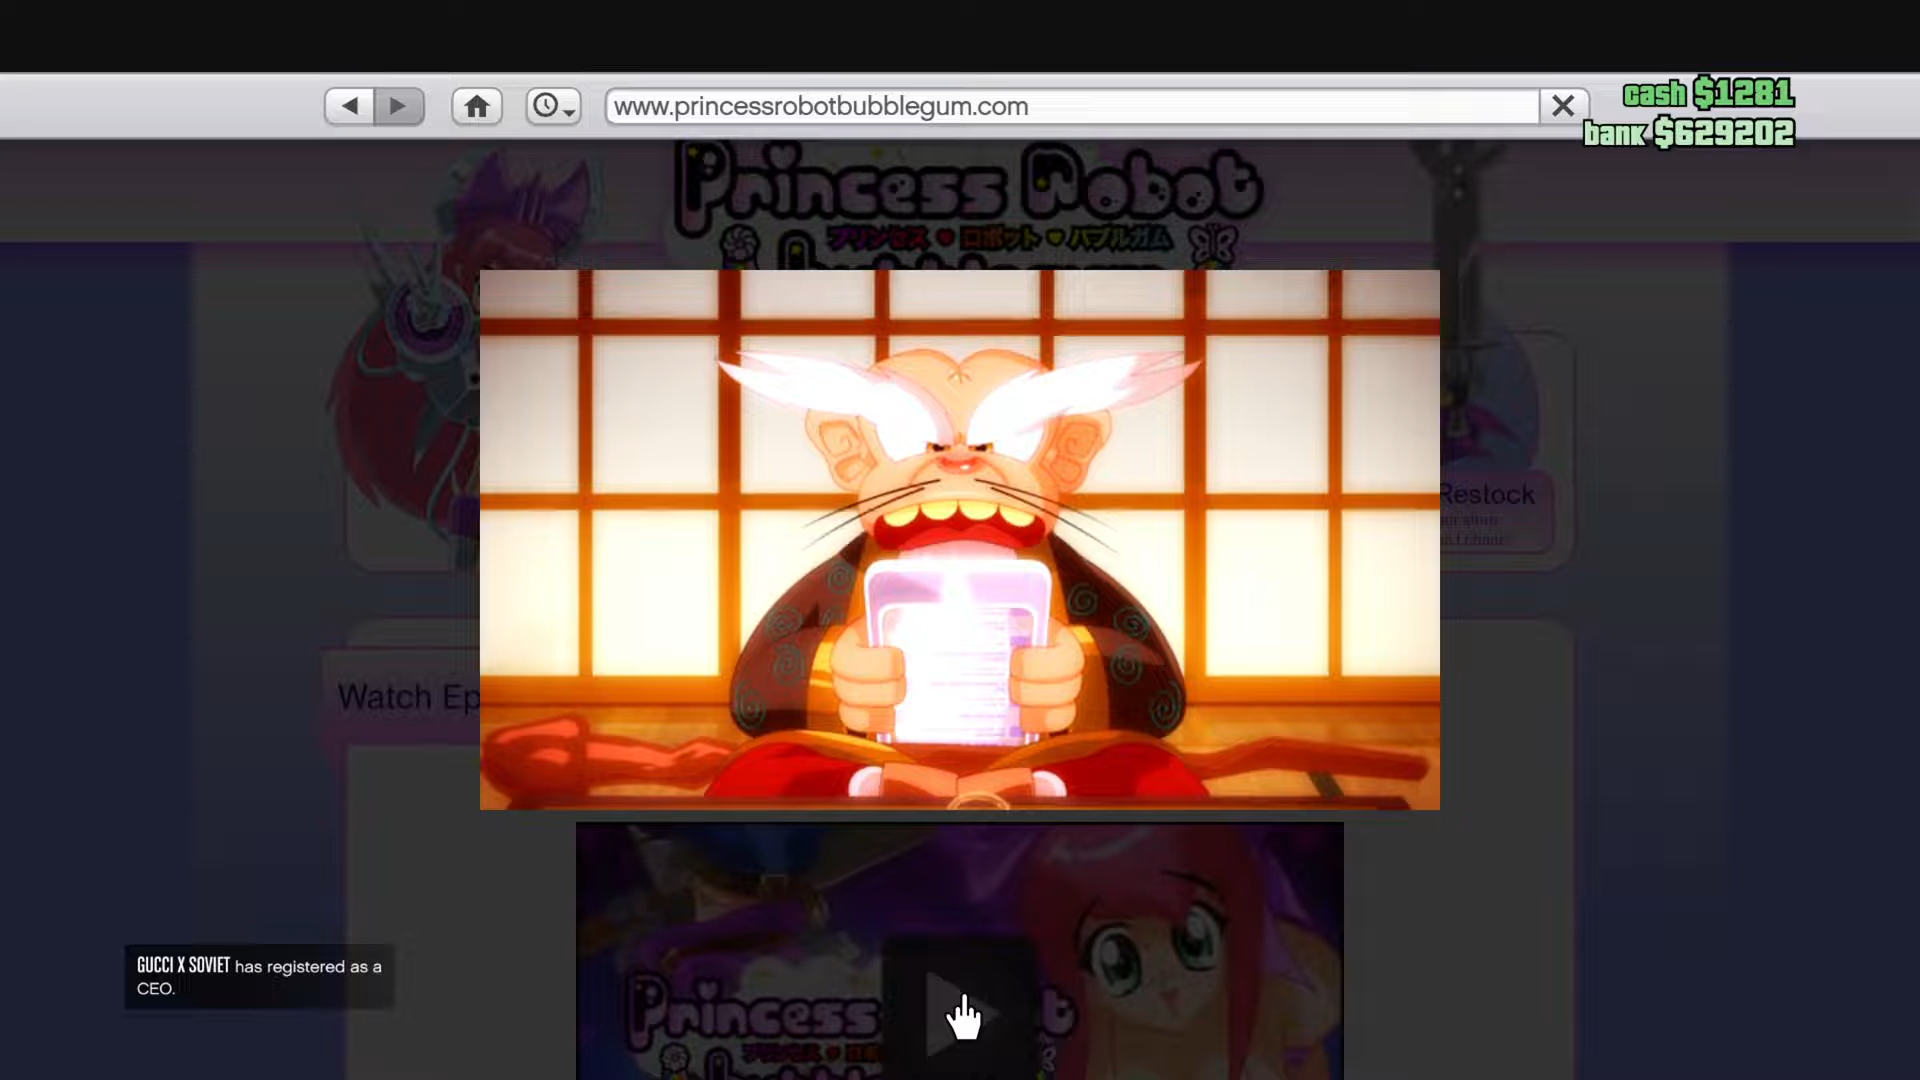 www.princessrobotbubblegum.com
cash $1281
bank $629202
Princess Robot
プリンセス ロボット バブルガム
Restock
Watch Ep
GUCCI X SOVIET has registered as a
CEO.
Princess